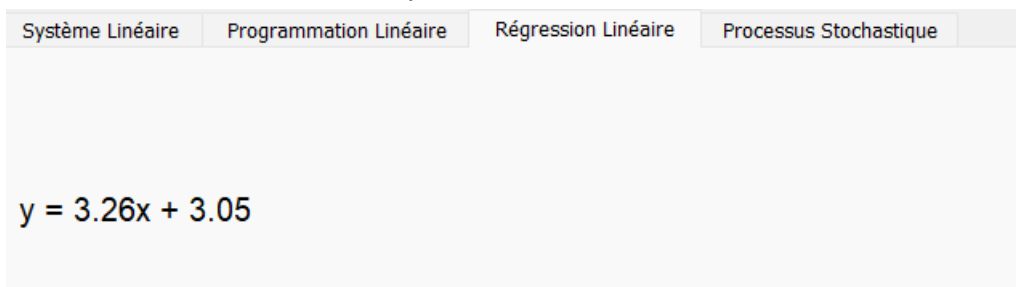 Système Linéaire Programmation Linéaire Régression Linéaire Processus Stochastique
y = 3.26x + 3.05